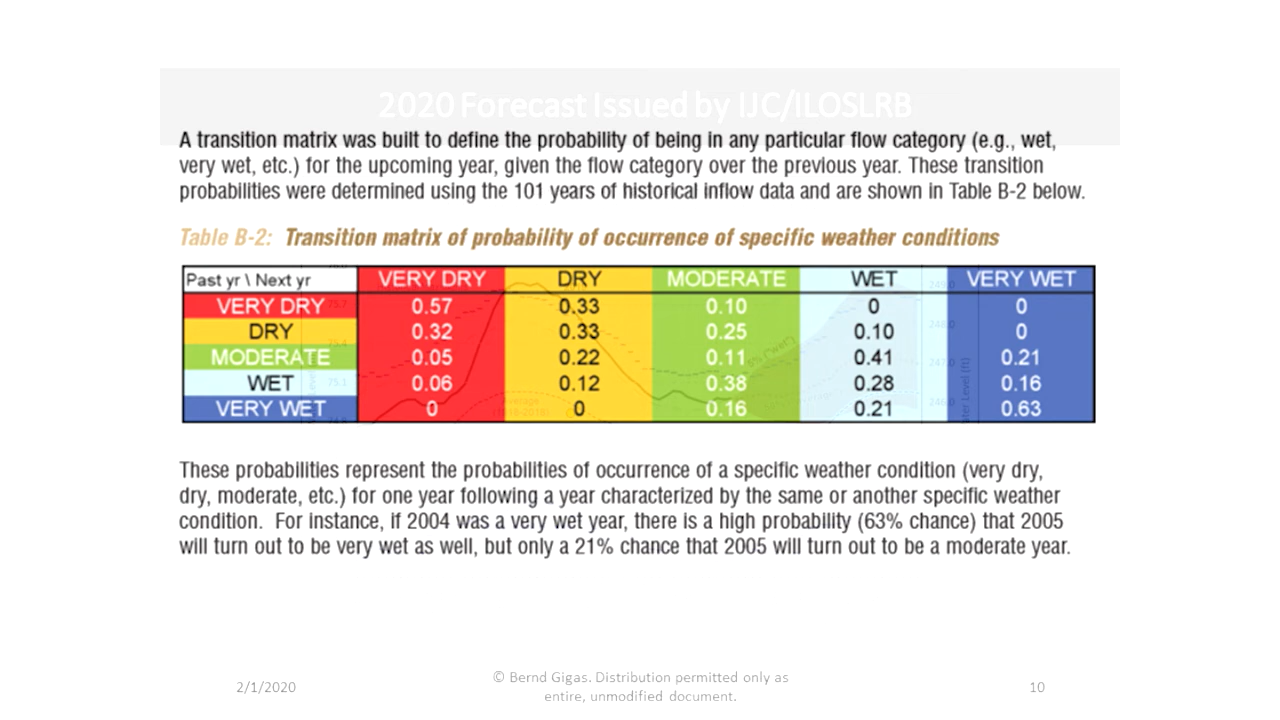 2020 Forecast Issued by IJC/ILOSLRB
A transition matrix was built to define the probability of being in any particular flow category (e.g., wet,
very wet, etc.) for the upcoming year, given the flow category over the previous year. These transition
probabilities were determined using the 101 years of historical inflow data and are shown in Table B-2 below.
Table B-2: Transition matrix of probability of occurrence of specific weather conditions
Past yr \ Next yr VERY DRY DRY MODERATE WET VERY WET
VERY DRY 0.57 0.33 0.10 0 0
DRY 0.32 0.33 0.25 0.10 0
MODERATE 0.05 0.22 0.11 0.41 0.21
WET 0.06 0.12 0.38 0.28 0.16
VERY WET 0 0 0.16 0.21 0.63
These probabilities represent the probabilities of occurrence of a specific weather condition (very dry,
dry, moderate, etc.) for one year following a year characterized by the same or another specific weather
condition. For instance, if 2004 was a very wet year, there is a high probability (63% chance) that 2005
will turn out to be very wet as well, but only a 21% chance that 2005 will turn out to be a moderate year.
2/1/2020
© Bernd Gigas. Distribution permitted only as
entire, unmodified document.
10